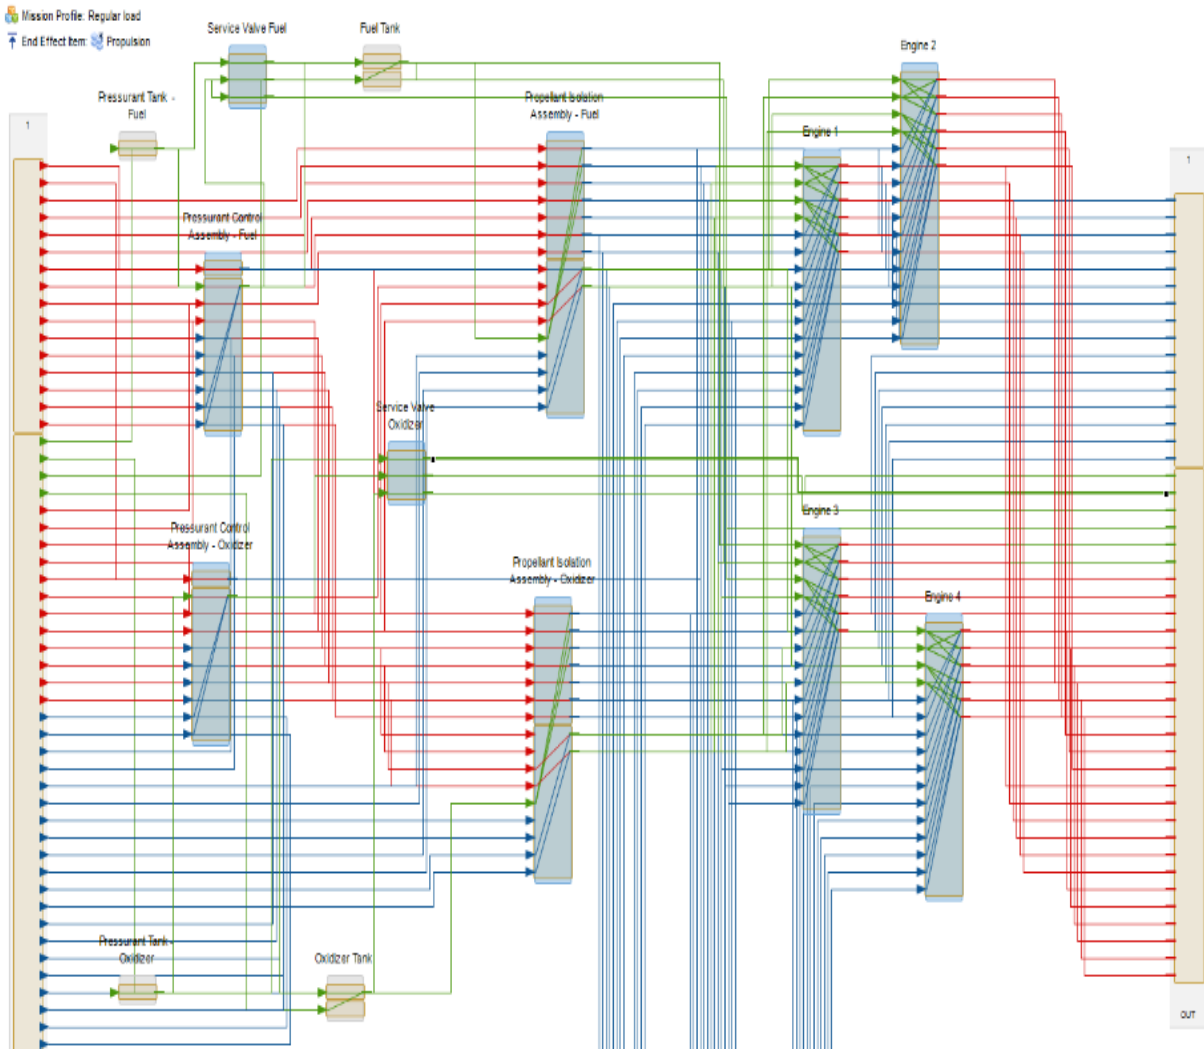 Mission Profile: Regular load
End Effect Item: Propulsion
Service Valve Fuel
Fuel Tank
Engine 2
Pressurant Tank -
Fuel
Propellant Isolation
Assembly - Fuel
1
Engine 1
1
Pressurant Control
Assembly - Fuel
Service Valve
Oxidizer
Pressurant Control
Assembly - Oxidizer
Engine 3
Propellant Isolation
Assembly - Oxidizer
Engine 4
Pressurant Tank -
Oxidizer
Oxidizer Tank
OUT